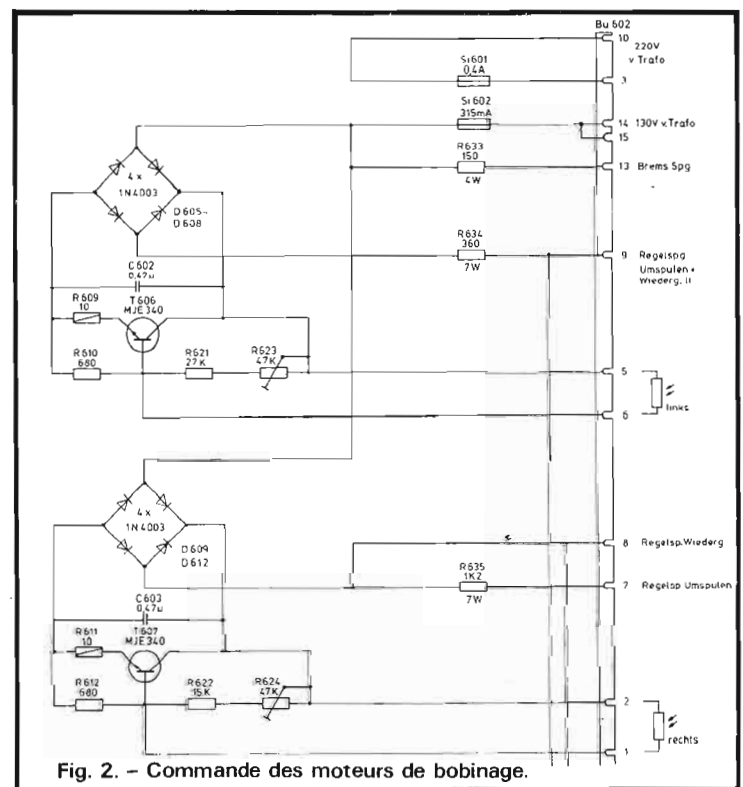 Bu 602
10
220V
v Trafo
Si601
0,4A
3
Si 602
315mA
14 130V v.Trafo
15
R633
150
4W
13 Brems Spg
4 x
1N4003
D605-
D608
R634
360
7W
9 Regelspg
Umspulen +
Wiederg. II
C602
0,47u
R609
10
T606
MJE340
R610
680
R621
27K
R623
47K
5
links
6
4 x
1N4003
D609
D612
8 Regelsp.Wiederg
R635
1K2
7W
7 Regelsp Umspulen
C603
0,47u
R611
10
T607
MJE340
R612
680
R622
15K
R624
47K
2
rechts
1
Fig. 2. – Commande des moteurs de bobinage.